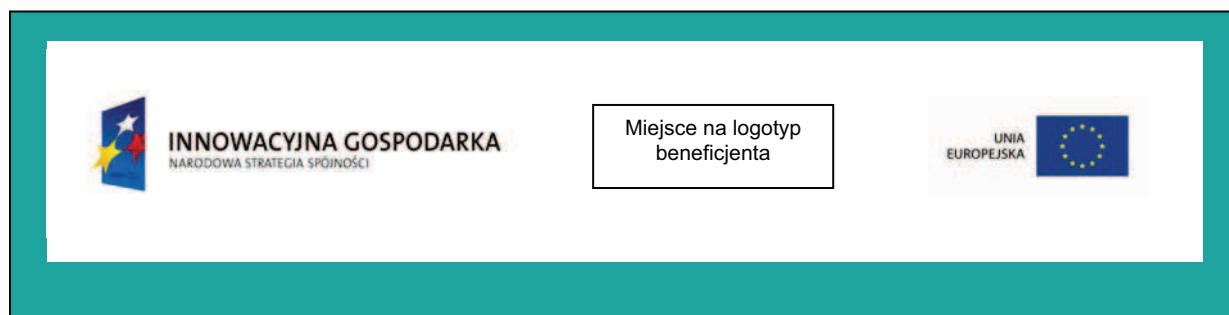 INNOWACYJNA GOSPODARKA
NARODOWA STRATEGIA SPÓJNOŚCI
Miejsce na logotyp
beneficjenta
UNIA
EUROPEJSKA